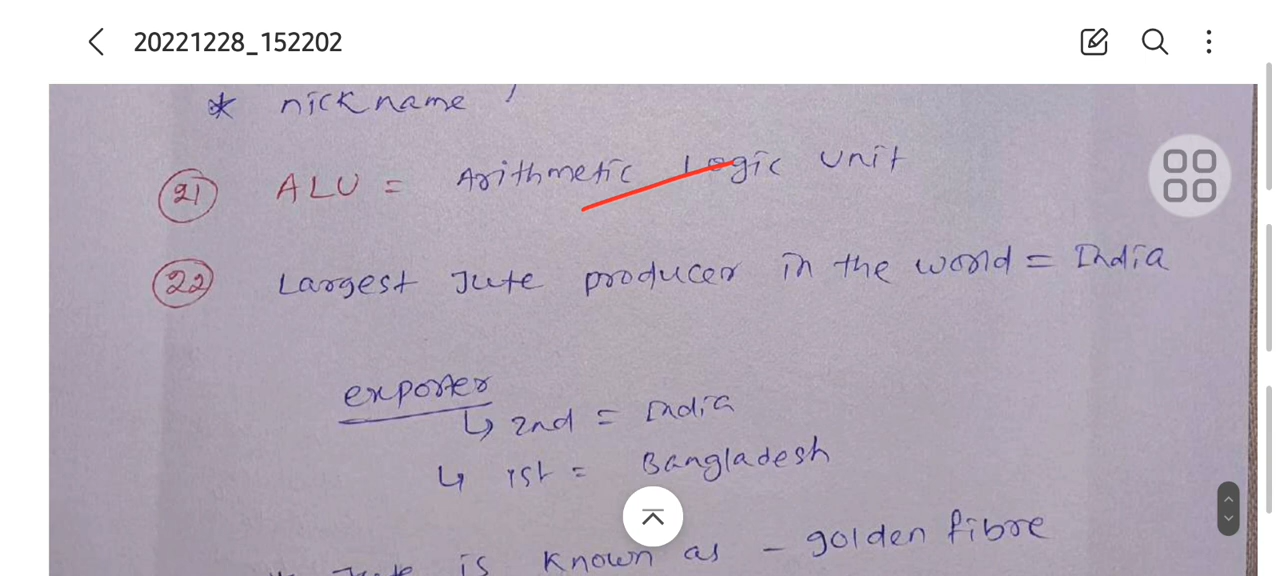 20221228_152202
* nick name
21 ALU = Arithmetic Logic unit
22 Largest Jute producer in the world = India
exporter
↳ 2nd = India
↳ 1st = Bangladesh
Jute is known as - golden fibre